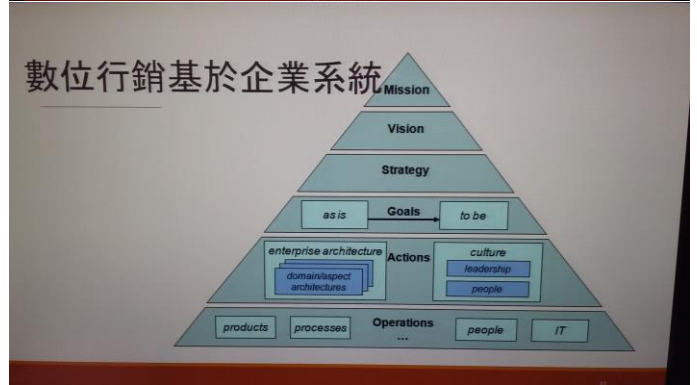 數位行銷基於企業系統
Mission
Vision
Strategy
as is
Goals
to be
enterprise architecture
domain/aspect
architectures
Actions
culture
leadership
people
products
processes
Operations
...
people
IT